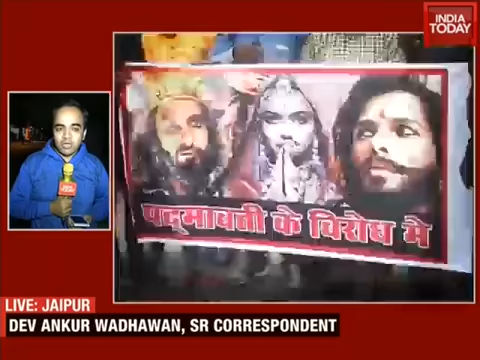 INDIA
TODAY
पद्मावती के विरोध मे
LIVE: JAIPUR
DEV ANKUR WADHAWAN, SR CORRESPONDENT